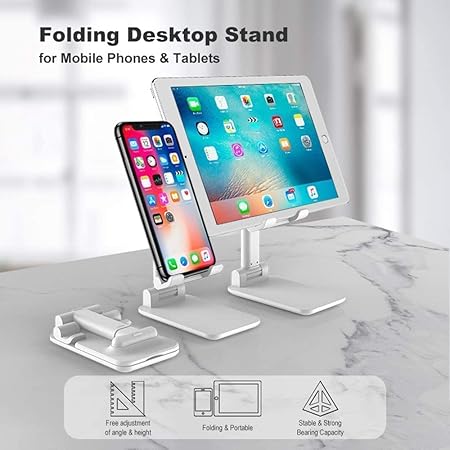 Folding Desktop Stand
for Mobile Phones & Tablets
Free adjustment
of angle & height
Folding & Portable
Stable & Strong
Bearing Capacity